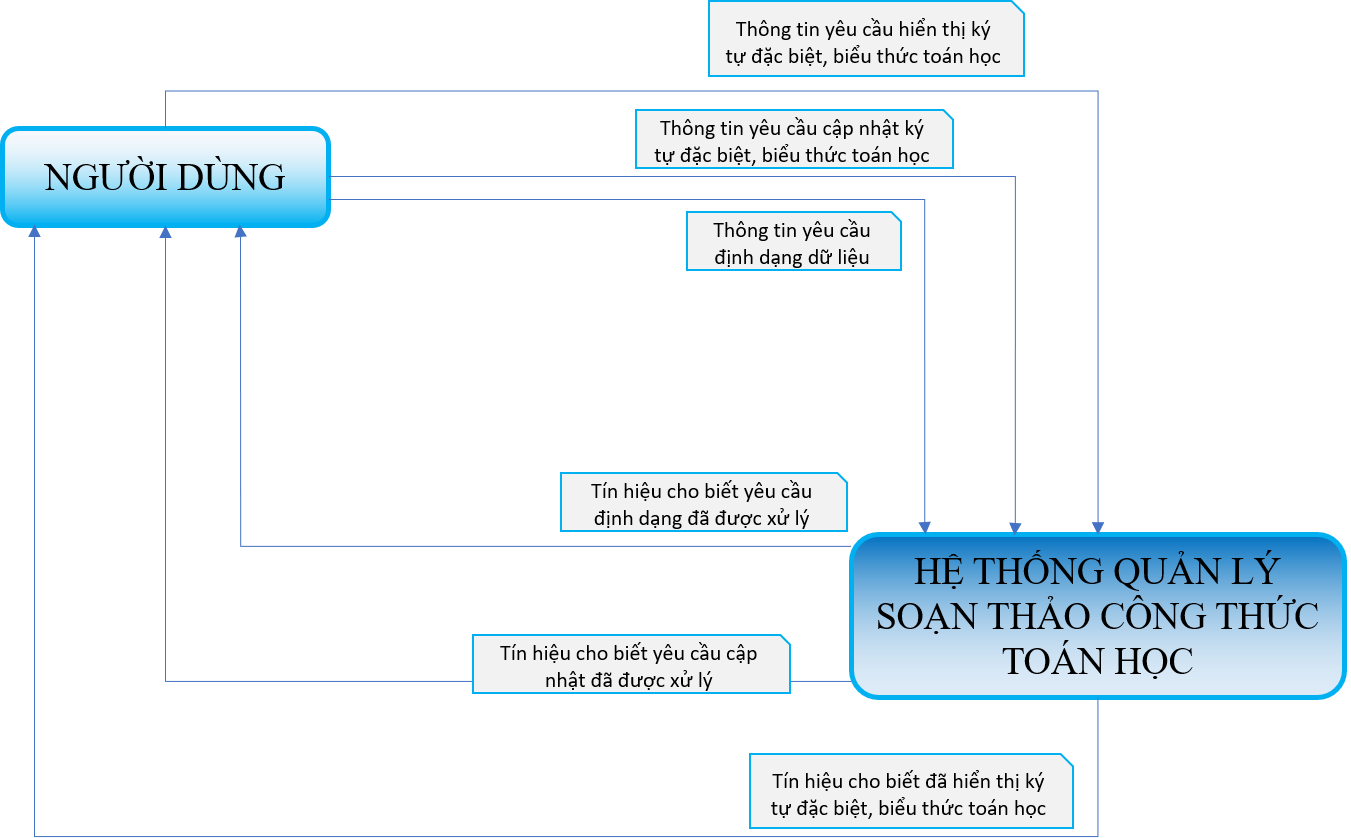 Thông tin yêu cầu hiển thị ký
tự đặc biệt, biểu thức toán học
Thông tin yêu cầu cập nhật ký
tự đặc biệt, biểu thức toán học
NGƯỜI DÙNG
Thông tin yêu cầu
định dạng dữ liệu
Tín hiệu cho biết yêu cầu
định dạng đã được xử lý
HỆ THỐNG QUẢN LÝ
SOẠN THẢO CÔNG THỨC
TOÁN HỌC
Tín hiệu cho biết yêu cầu cập
nhật đã được xử lý
Tín hiệu cho biết đã hiển thị ký
tự đặc biệt, biểu thức toán học